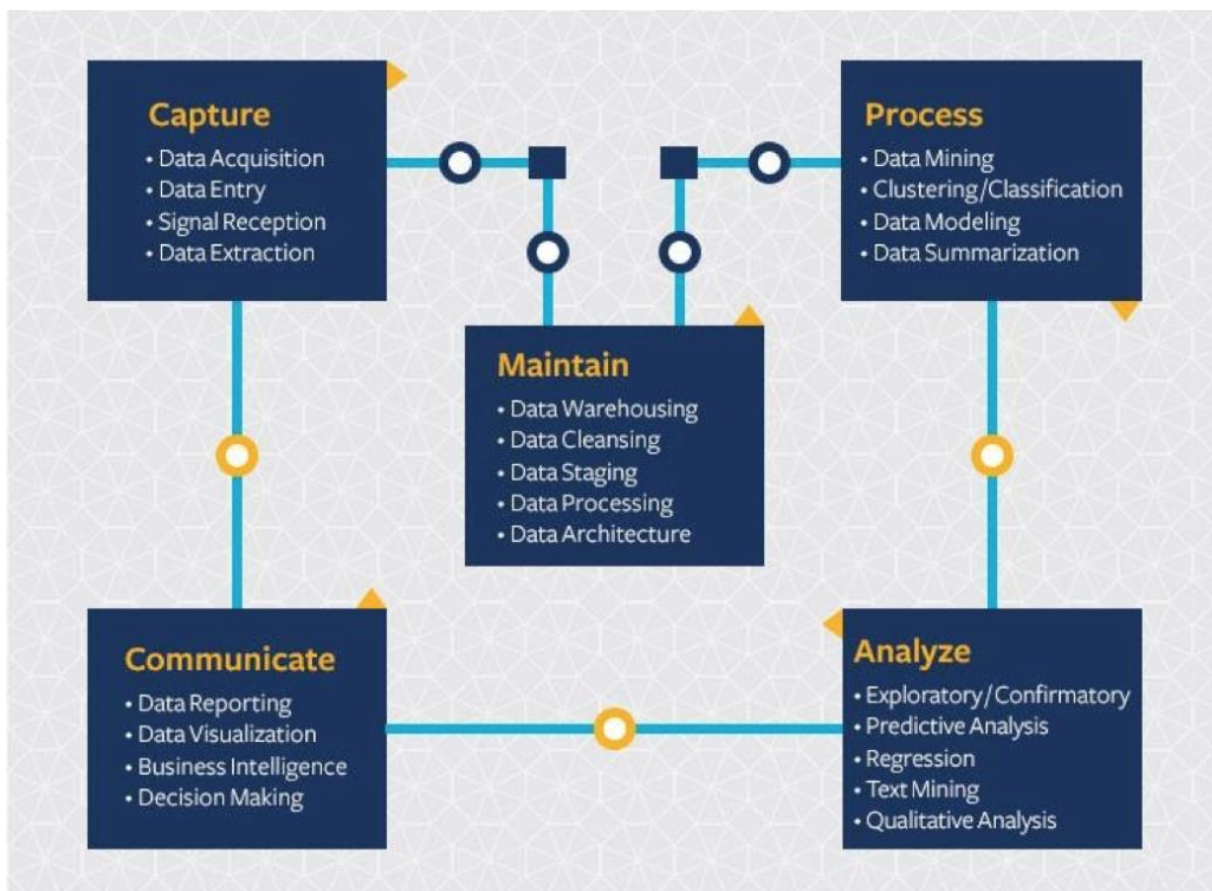 Capture
• Data Acquisition
• Data Entry
• Signal Reception
• Data Extraction
Process
• Data Mining
• Clustering/Classification
• Data Modeling
• Data Summarization
Maintain
• Data Warehousing
• Data Cleansing
• Data Staging
• Data Processing
• Data Architecture
Communicate
• Data Reporting
• Data Visualization
• Business Intelligence
• Decision Making
Analyze
• Exploratory/Confirmatory
• Predictive Analysis
• Regression
• Text Mining
• Qualitative Analysis